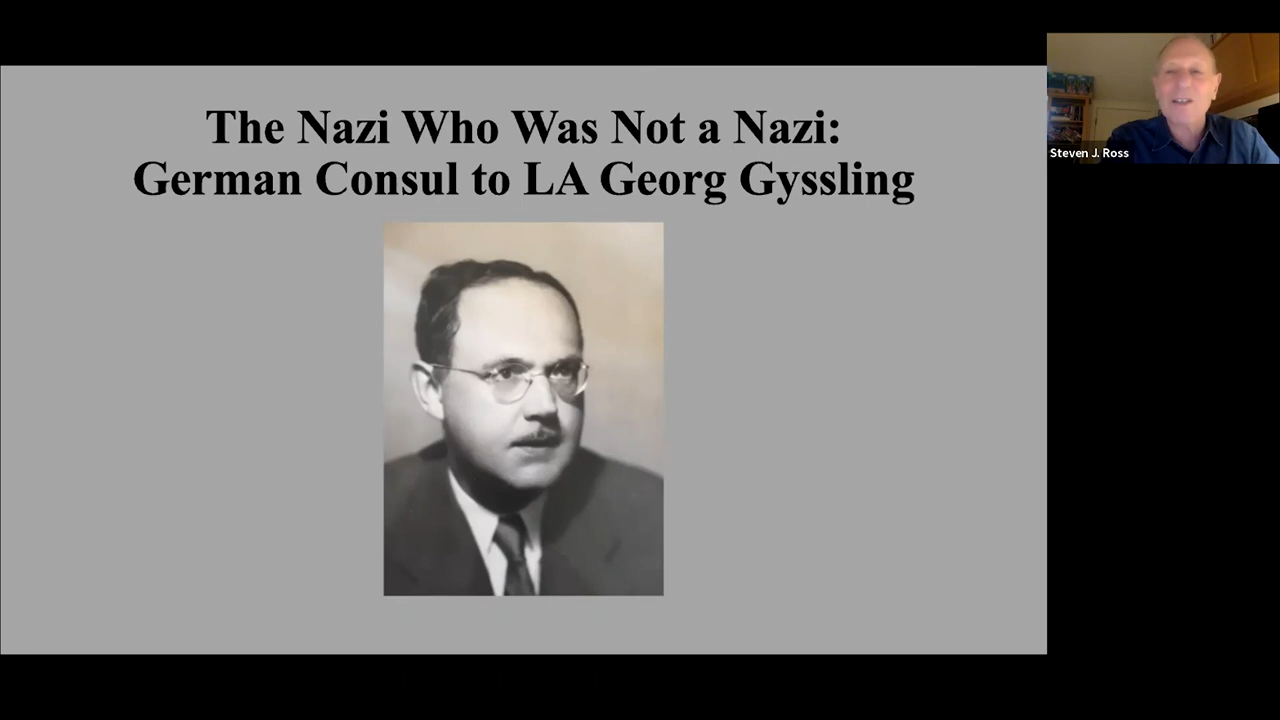 The Nazi Who Was Not a Nazi:
German Consul to LA Georg Gyssling
Steven J. Ross